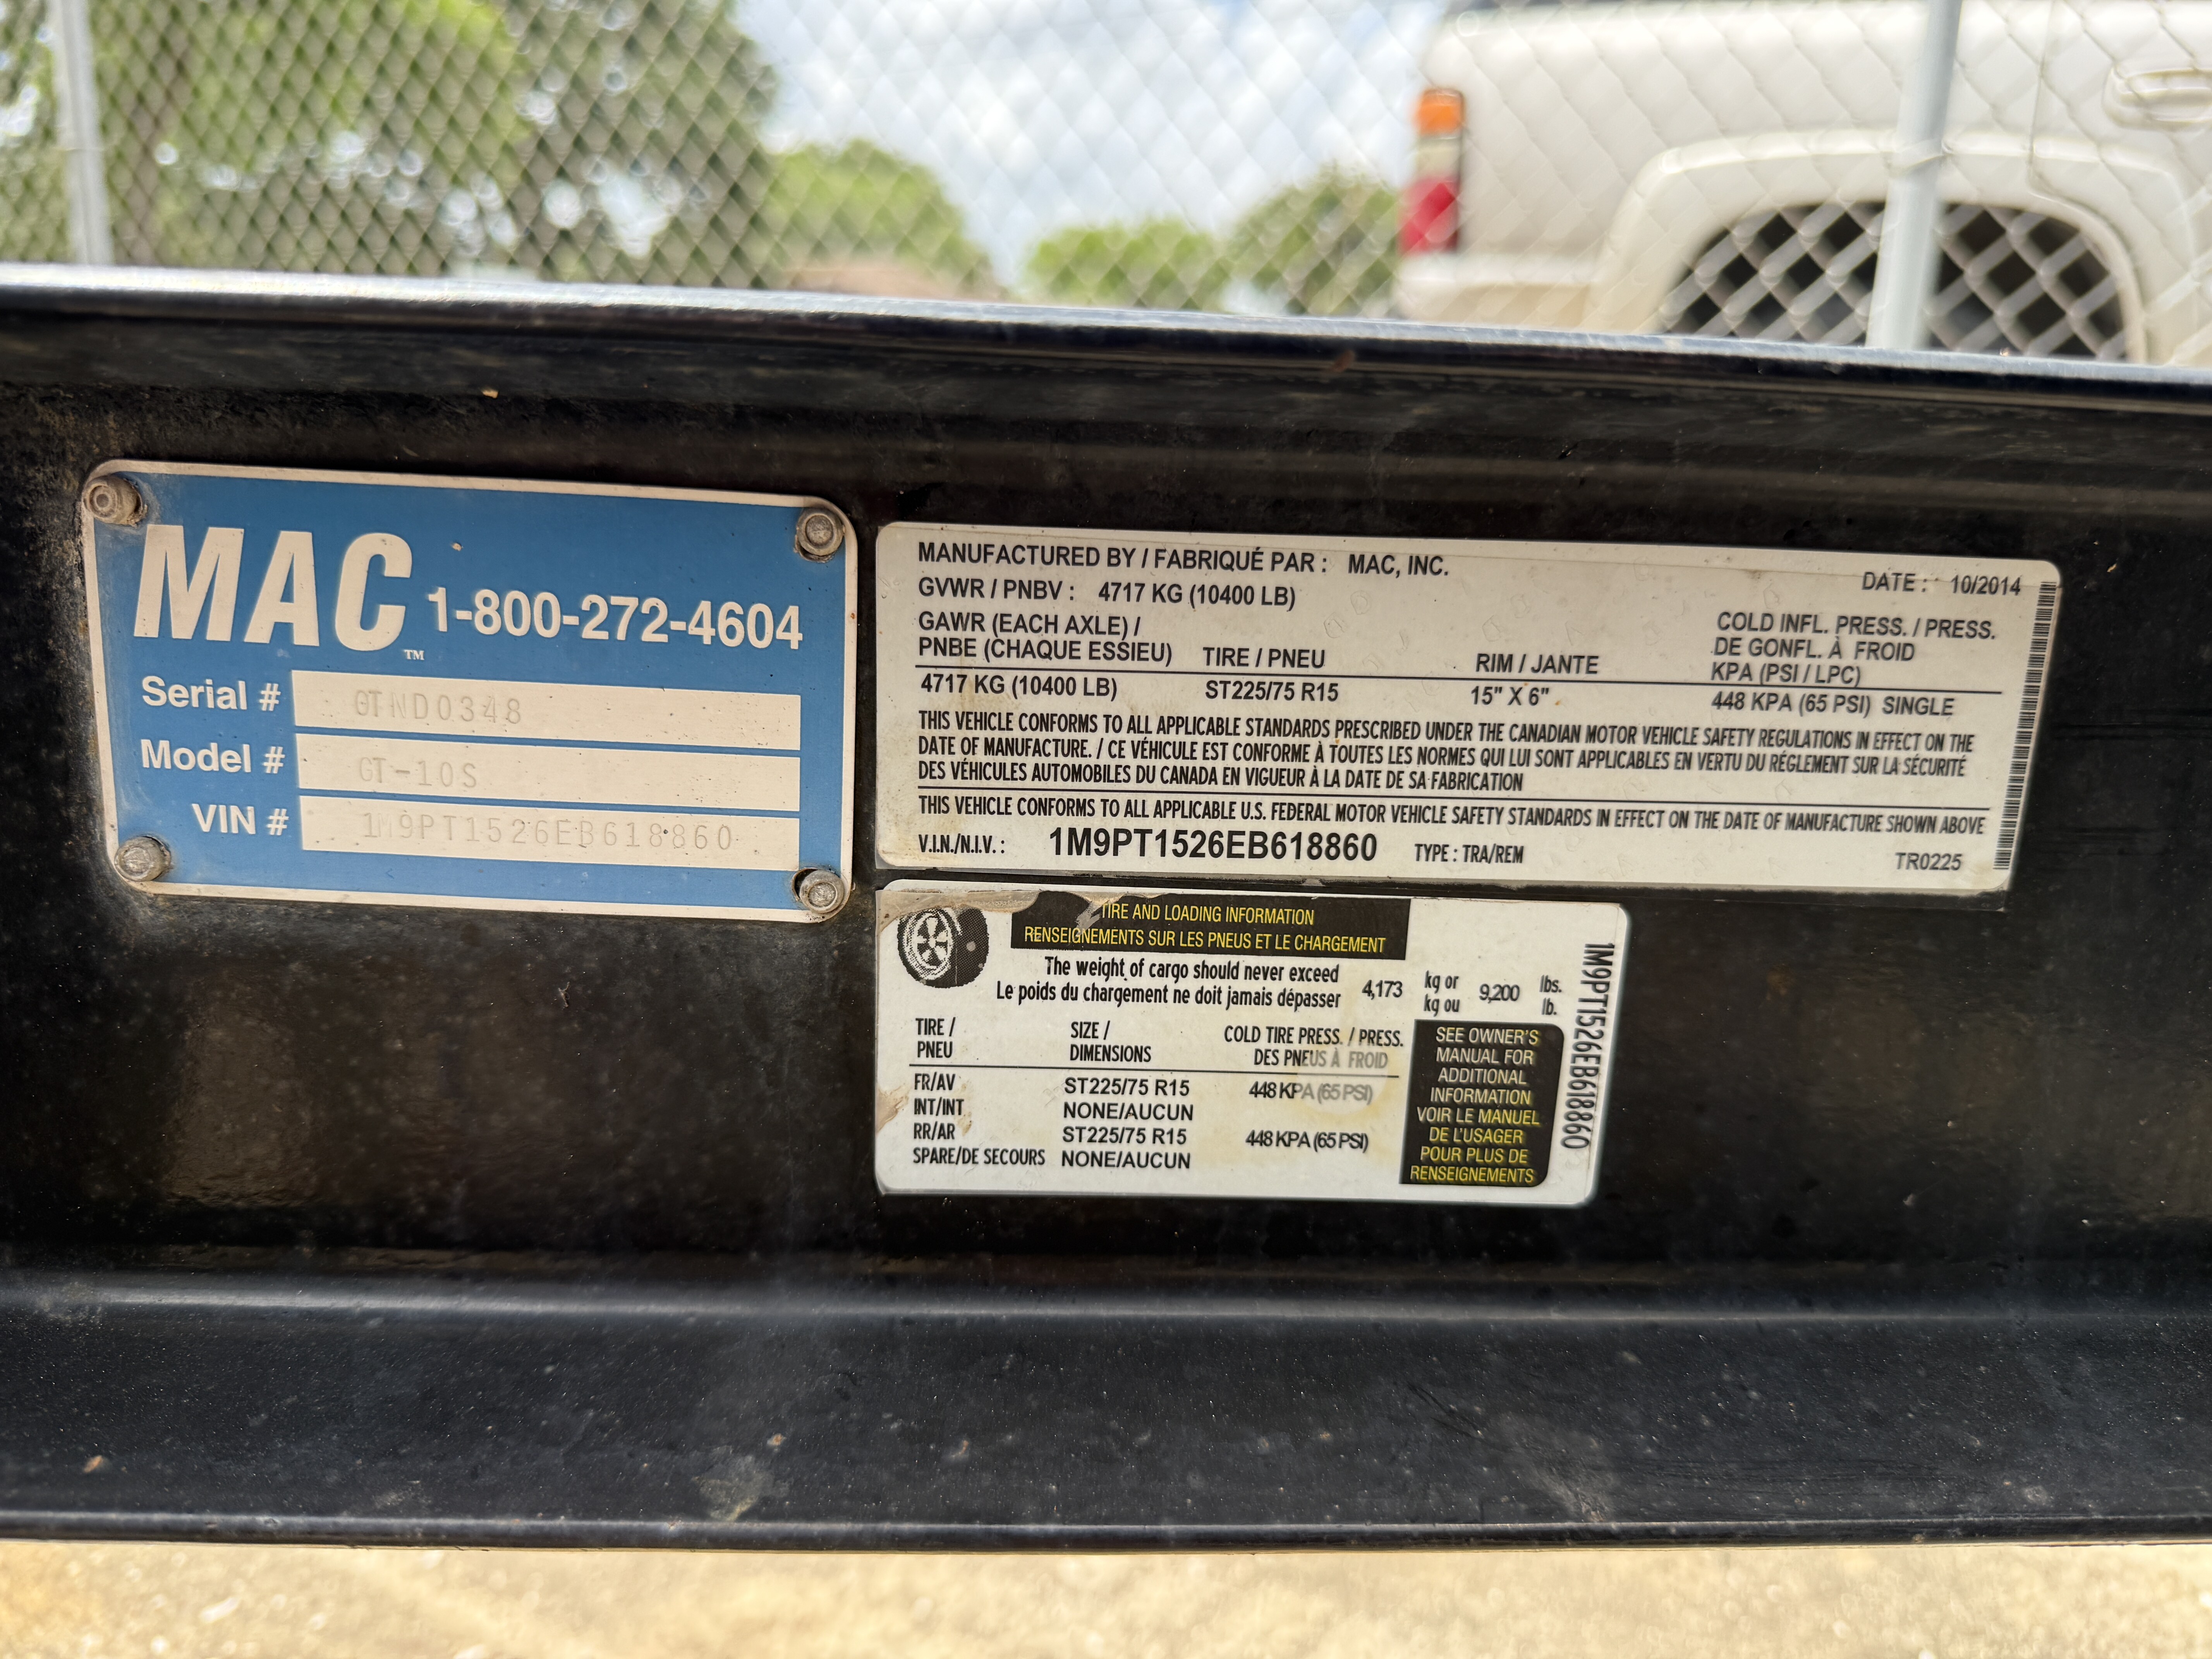 MAC™ 1-800-272-4604
Serial # GTND0348
Model # GT-10S
VIN # 1M9PT1526EB618860
MANUFACTURED BY / FABRIQUÉ PAR : MAC, INC.
DATE : 10/2014
GVWR / PNBV : 4717 KG (10400 LB)
GAWR (EACH AXLE) /
PNBE (CHAQUE ESSIEU)
TIRE / PNEU
RIM / JANTE
COLD INFL. PRESS. / PRESS.
DE GONFL. À FROID
KPA (PSI / LPC)
4717 KG (10400 LB) ST225/75 R15 15" X 6" 448 KPA (65 PSI) SINGLE
THIS VEHICLE CONFORMS TO ALL APPLICABLE STANDARDS PRESCRIBED UNDER THE CANADIAN MOTOR VEHICLE SAFETY REGULATIONS IN EFFECT ON THE
DATE OF MANUFACTURE. / CE VÉHICULE EST CONFORME À TOUTES LES NORMES QUI LUI SONT APPLICABLES EN VERTU DU RÉGLEMENT SUR LA SÉCURITÉ
DES VÉHICULES AUTOMOBILES DU CANADA EN VIGUEUR À LA DATE DE SA FABRICATION
THIS VEHICLE CONFORMS TO ALL APPLICABLE U.S. FEDERAL MOTOR VEHICLE SAFETY STANDARDS IN EFFECT ON THE DATE OF MANUFACTURE SHOWN ABOVE
V.I.N./N.I.V. : 1M9PT1526EB618860 TYPE : TRA/REM TR0225
TIRE AND LOADING INFORMATION
RENSEIGNEMENTS SUR LES PNEUS ET LE CHARGEMENT
The weight of cargo should never exceed
Le poids du chargement ne doit jamais dépasser
4,173
kg or
kg ou
9,200
lbs.
lb.
TIRE /
PNEU
SIZE /
DIMENSIONS
COLD TIRE PRESS. / PRESS.
DES PNEUS À FROID
FR/AV ST225/75 R15 448 KPA (65 PSI)
INT/INT NONE/AUCUN
RR/AR ST225/75 R15 448 KPA (65 PSI)
SPARE/DE SECOURS NONE/AUCUN
SEE OWNER'S
MANUAL FOR
ADDITIONAL
INFORMATION
VOIR LE MANUEL
DE L'USAGER
POUR PLUS DE
RENSEIGNEMENTS
1M9PT1526EB618860